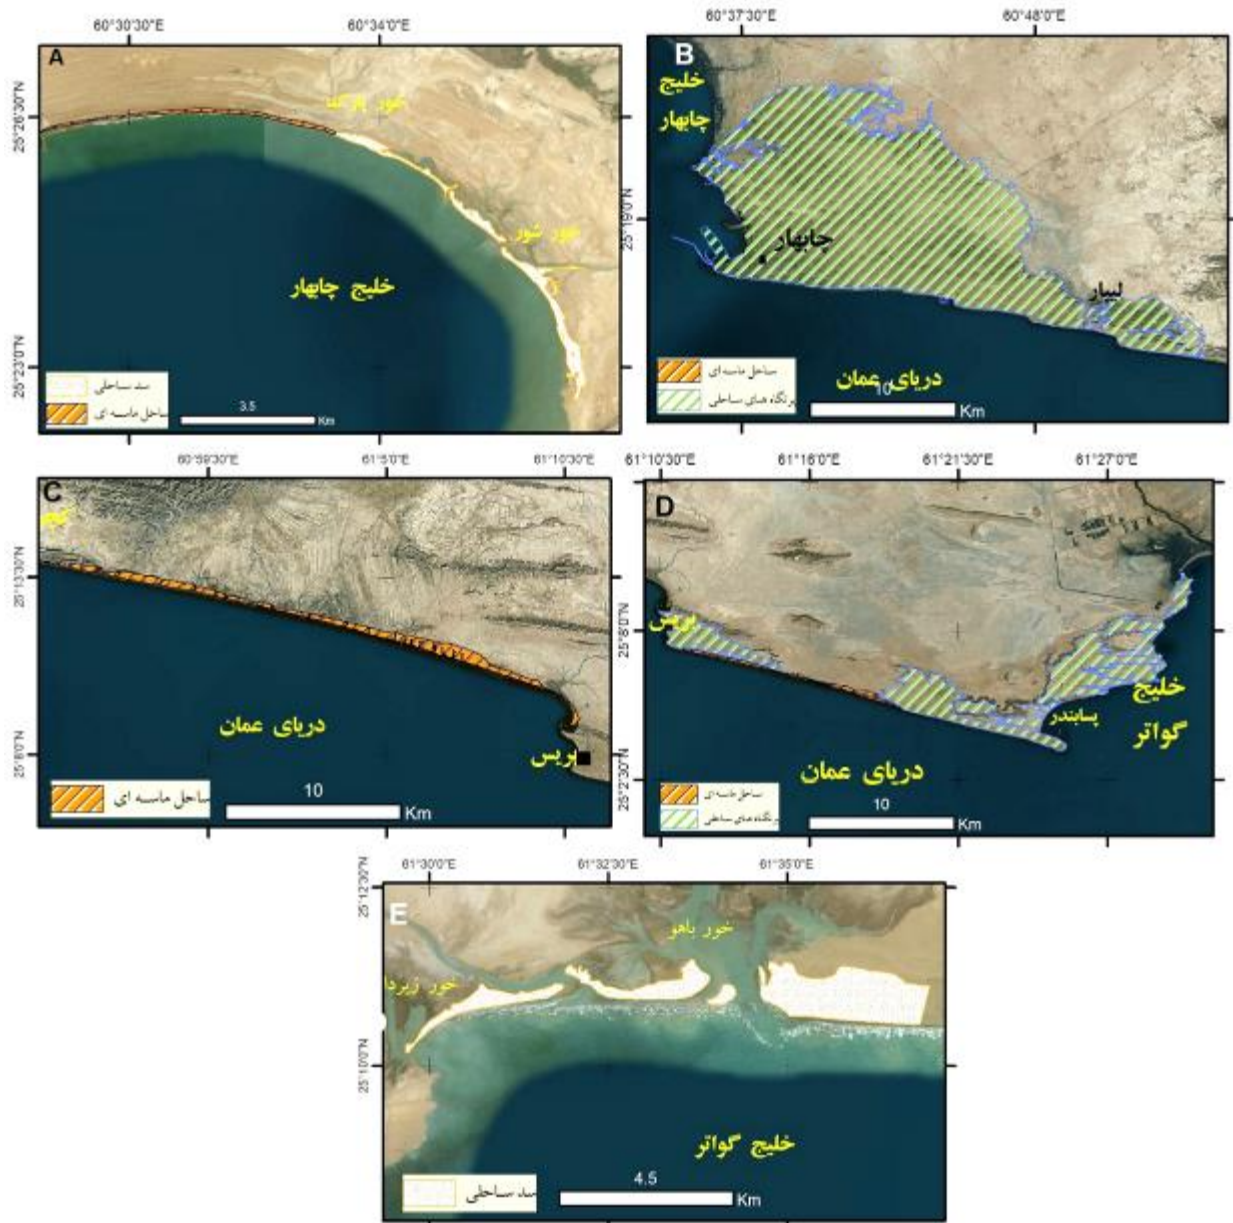 60°30'30"E
60°34'0"E
A
25°26'30"N
25°23'0"N
خور شور
خلیج چابهار
سد ساحلی
ساحل ماسه ای
3.5
Km
60°37'30"E
60°48'0"E
B
25°19'0"N
خلیج
چابهار
چابهار
لیپار
دریای عمان
ساحل ماسه ای
پرتگاه های ساحلی
10
Km
60°59'30"E
61°5'0"E
61°10'30"E
C
25°13'30"N
25°8'0"N
دریای عمان
بریس
ساحل ماسه ای
10
Km
61°10'30"E
61°16'0"E
61°21'30"E
61°27'0"E
D
25°8'0"N
25°2'30"N
بریس
پسابندر
خلیج
گواتر
دریای عمان
ساحل ماسه ای
پرتگاه های ساحلی
10
Km
61°30'0"E
61°32'30"E
61°35'0"E
E
25°12'30"N
25°10'0"N
خور باهو
خور زیردا
خلیج گواتر
سد ساحلی
4.5
Km